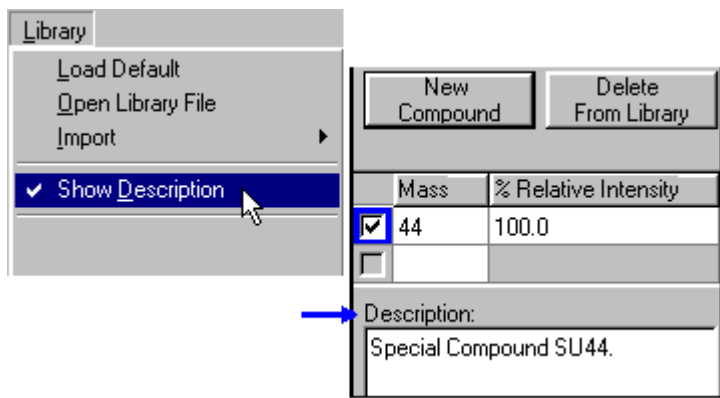 Library
Load Default
Open Library File
Import
Show Description
New
Compound
Delete
From Library
Mass
% Relative Intensity
44
100.0
Description:
Special Compound SU44.